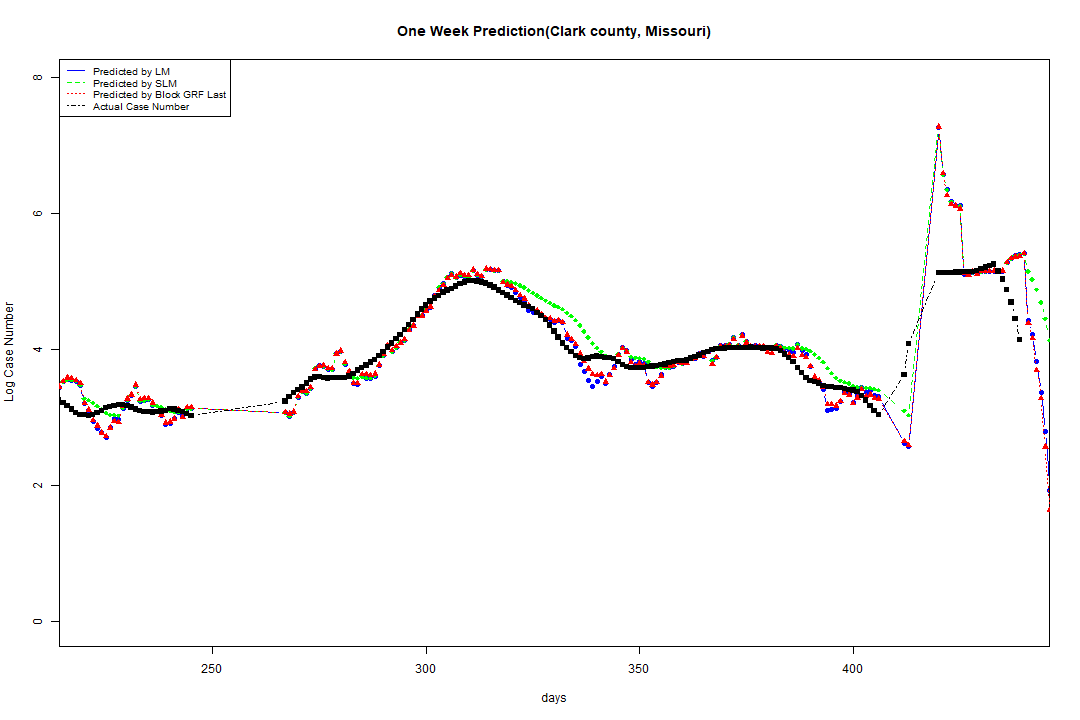 One Week Prediction(Clark county, Missouri)
Predicted by LM
Predicted by SLM
Predicted by Block GRF Last
Actual Case Number
8
6
4
2
0
Log Case Number
250
300
350
400
days